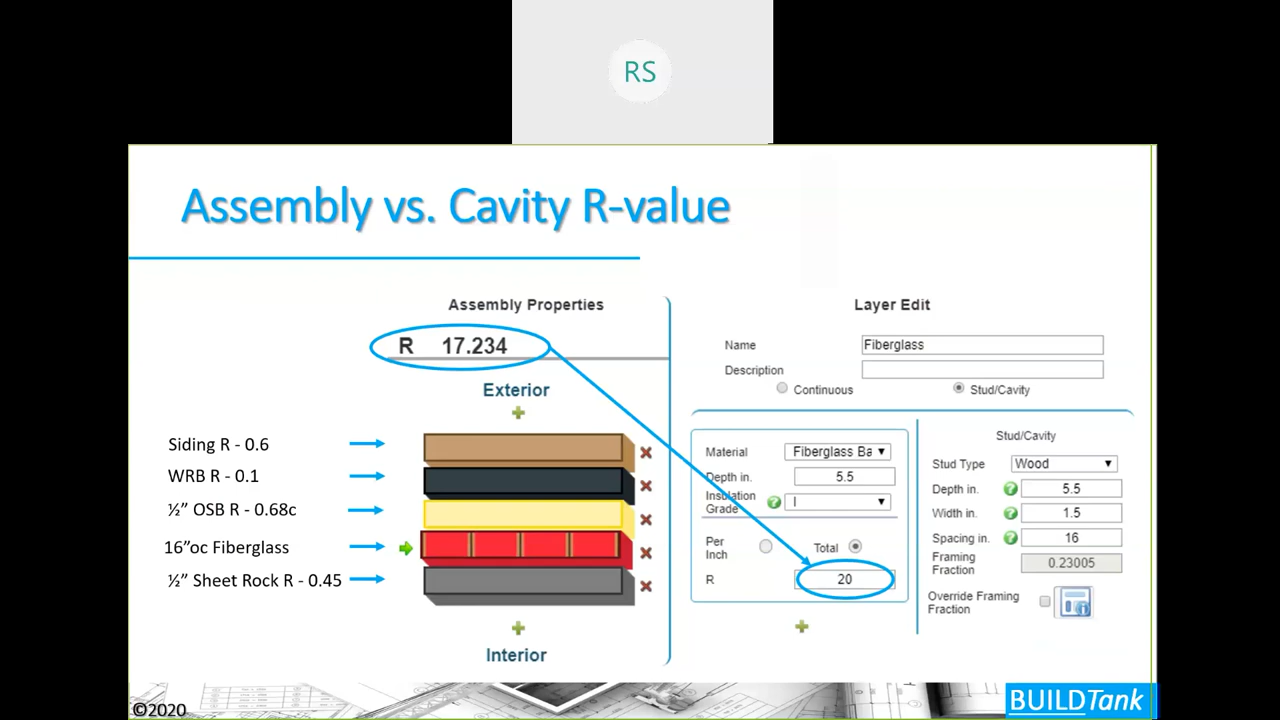 RS
Assembly vs. Cavity R-value
Assembly Properties
R 17.234
Exterior
Siding R - 0.6
WRB R - 0.1
½” OSB R - 0.68c
16”oc Fiberglass
½” Sheet Rock R - 0.45
Interior
Layer Edit
Name Fiberglass
Description
Continuous Stud/Cavity
Material Fiberglass Ba
Depth in. 5.5
Insulation Grade I
Per Inch Total
R 20
Stud/Cavity
Stud Type Wood
Depth in. 5.5
Width in. 1.5
Spacing in. 16
Framing Fraction 0.23005
Override Framing Fraction
©2020
BUILDTank